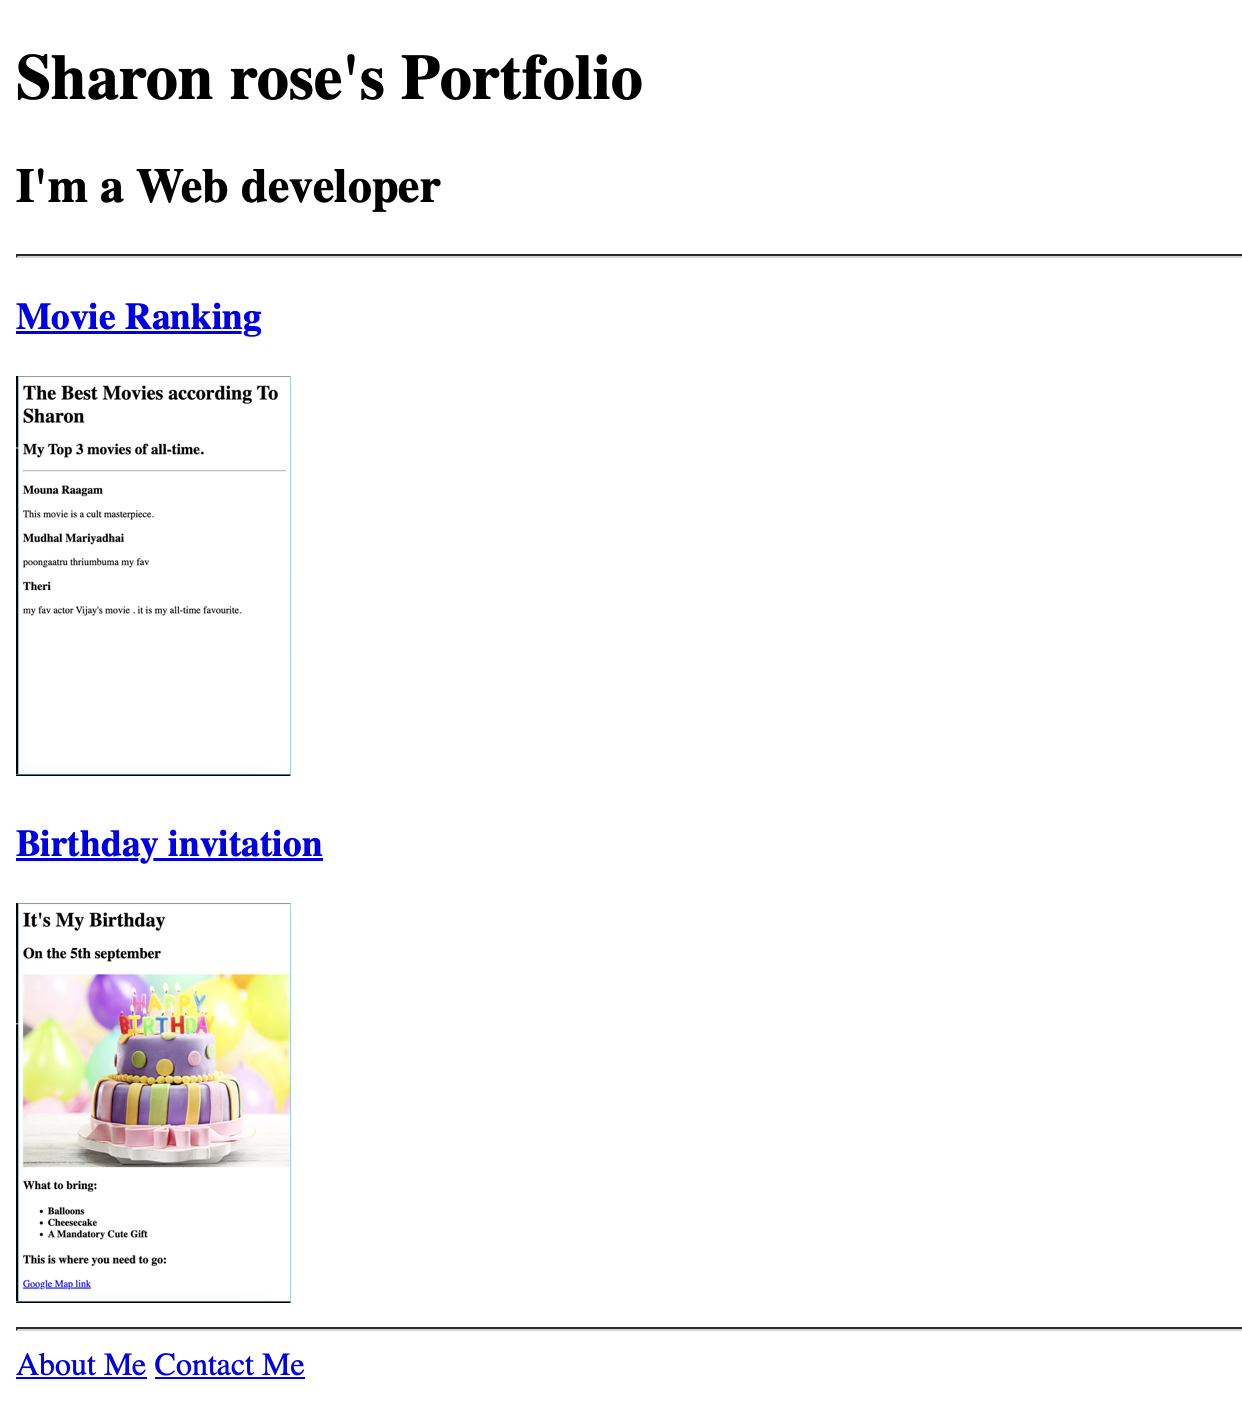 Sharon rose's Portfolio
I'm a Web developer
Movie Ranking
The Best Movies according To
Sharon
My Top 3 movies of all-time.
Mouna Raagam
This movie is a cult masterpiece.
Mudhal Mariyadhai
poongaatru thriumbuma my fav
Theri
my fav actor Vijay's movie . it is my all-time favourite.
Birthday invitation
It's My Birthday
On the 5th september
HAPPY
BIRTHDAY
What to bring:
• Balloons
• Cheesecake
• A Mandatory Cute Gift
This is where you need to go:
Google Map link
About Me Contact Me